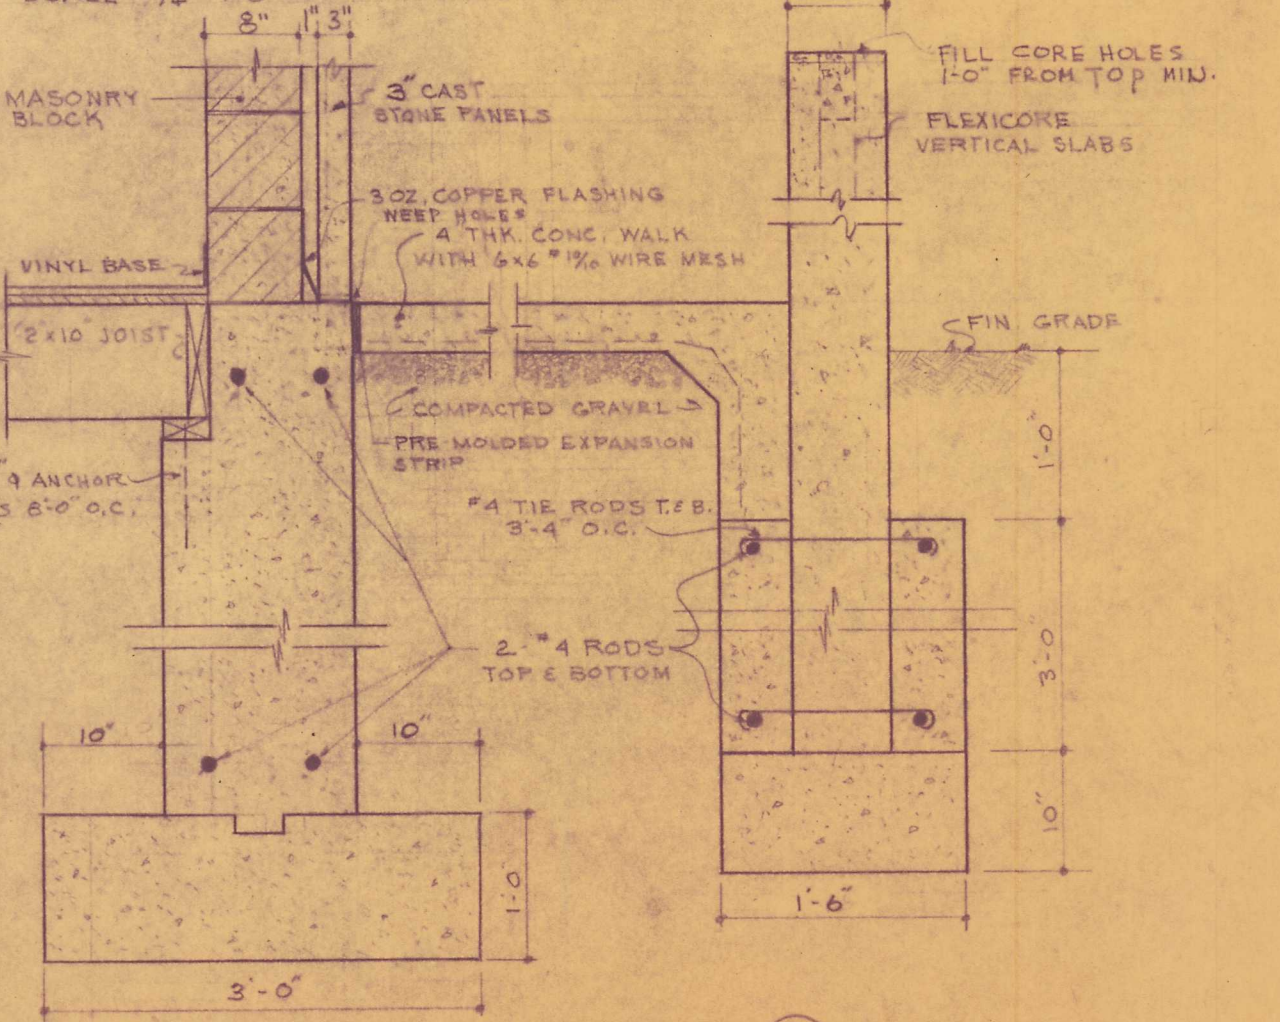 8" 1" 3"
FILL CORE HOLES
1'-0" FROM TOP MIN.
MASONRY
BLOCK
3" CAST
STONE PANELS
FLEXICORE
VERTICAL SLABS
3 OZ. COPPER FLASHING
WEEP HOLES
4" THK. CONC. WALK
WITH 6x6 #10/10 WIRE MESH
VINYL BASE
2x10 JOIST
FIN. GRADE
COMPACTED GRAVEL
PRE-MOLDED EXPANSION
STRIP
1'-0"
ANCHOR
8'-0" O.C.
#4 TIE RODS T.& B.
3'-4" O.C.
2-#4 RODS
TOP & BOTTOM
3'-0"
10"
10"
10"
1'-0
1'-6"
3'-0"